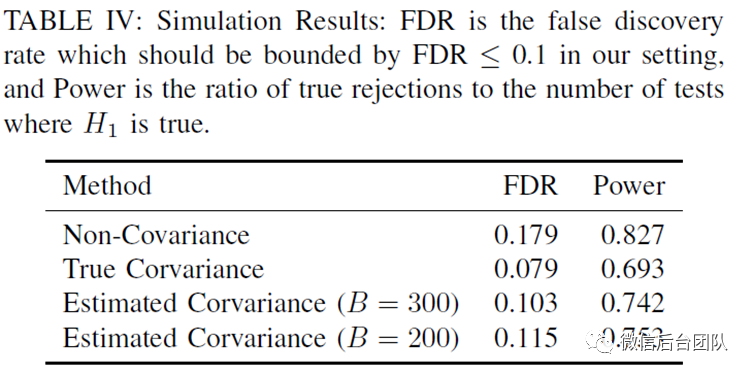 TABLE IV: Simulation Results: FDR is the false discovery
rate which should be bounded by FDR ≤ 0.1 in our setting,
and Power is the ratio of true rejections to the number of tests
where H₁ is true.
Method FDR Power
Non-Covariance 0.179 0.827
True Corvariance 0.079 0.693
Estimated Corvariance (B = 300) 0.103 0.742
Estimated Corvariance (B = 200) 0.115
微信后台团队